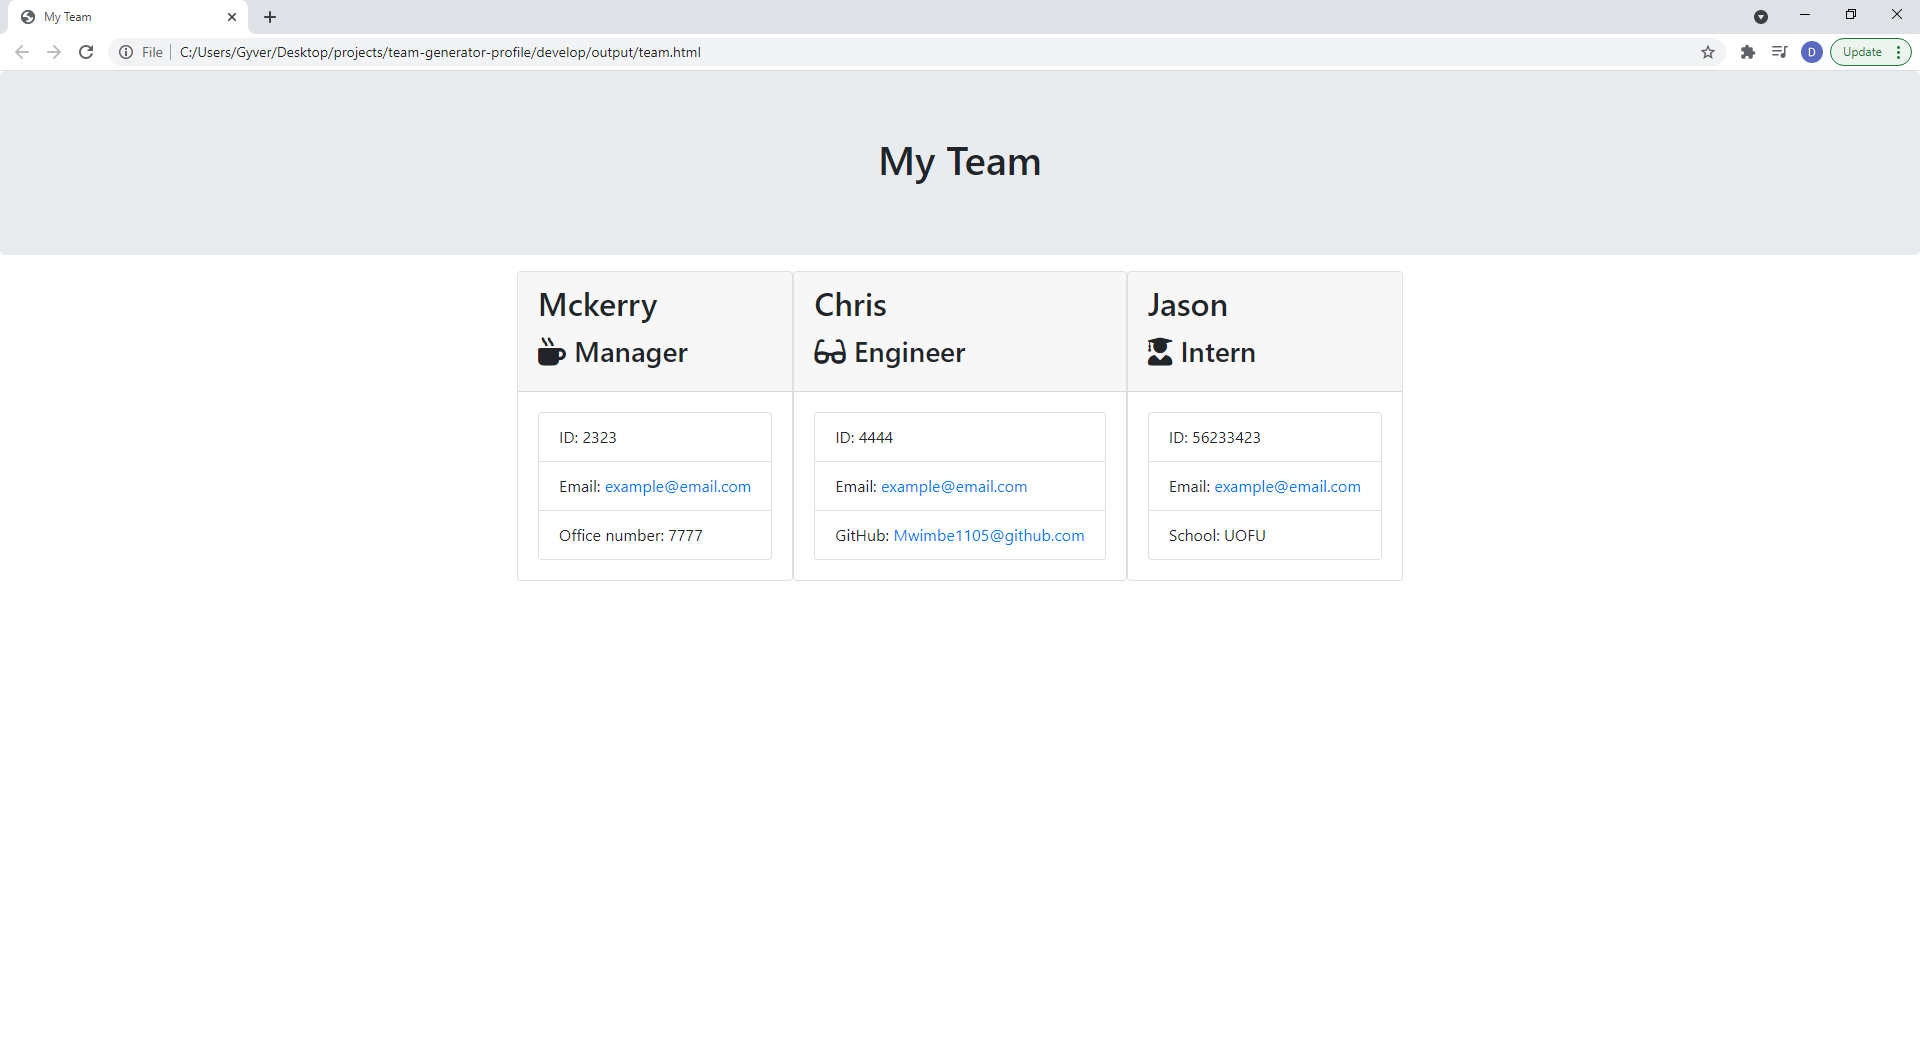 My Team
File
C:/Users/Gyver/Desktop/projects/team-generator-profile/develop/output/team.html
D
Update
My Team
Mckerry
Manager
ID: 2323
Email: example@email.com
Office number: 7777
Chris
Engineer
ID: 4444
Email: example@email.com
GitHub: Mwimbe1105@github.com
Jason
Intern
ID: 56233423
Email: example@email.com
School: UOFU